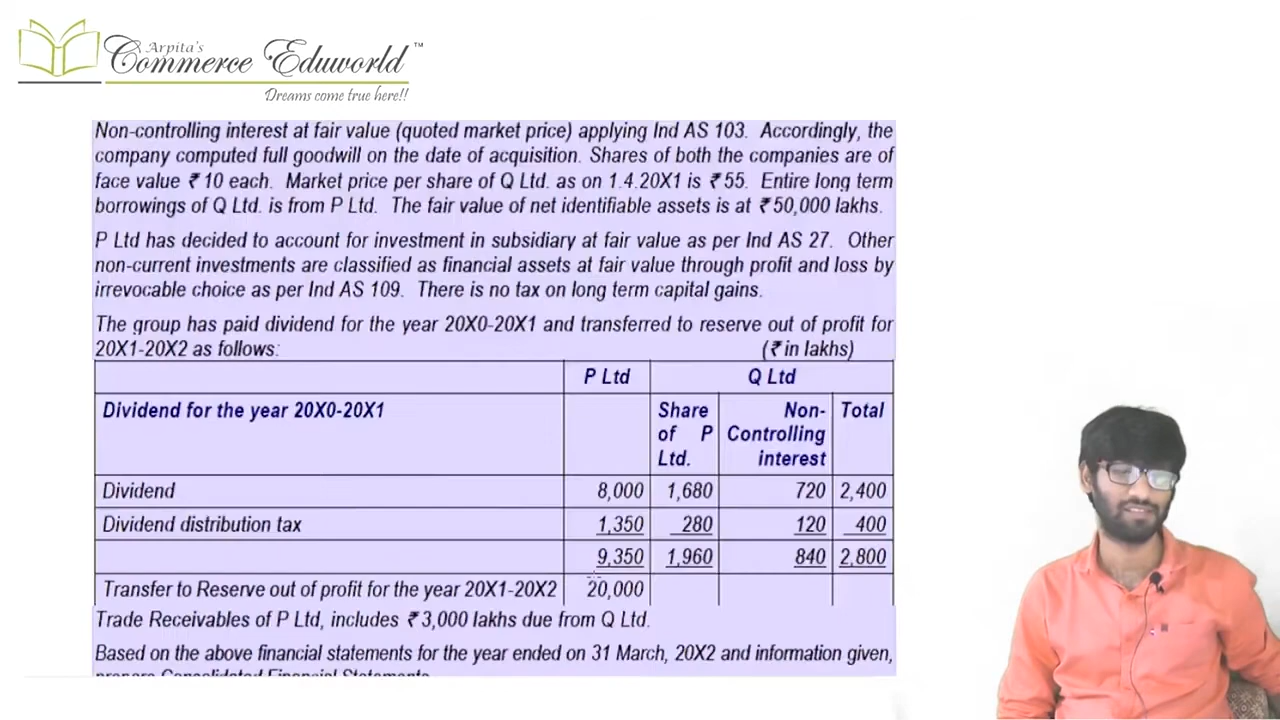 Arpita's
Commerce Eduworld ™
Dreams come true here!!
Non-controlling interest at fair value (quoted market price) applying Ind AS 103. Accordingly, the
company computed full goodwill on the date of acquisition. Shares of both the companies are of
face value ₹ 10 each. Market price per share of Q Ltd. as on 1.4.20X1 is ₹ 55. Entire long term
borrowings of Q Ltd. is from P Ltd. The fair value of net identifiable assets is at ₹ 50,000 lakhs.
P Ltd has decided to account for investment in subsidiary at fair value as per Ind AS 27. Other
non-current investments are classified as financial assets at fair value through profit and loss by
irrevocable choice as per Ind AS 109. There is no tax on long term capital gains.
The group has paid dividend for the year 20X0-20X1 and transferred to reserve out of profit for
20X1-20X2 as follows: (₹ in lakhs)
P Ltd Q Ltd
Dividend for the year 20X0-20X1 Share Non- Total
of P Controlling
Ltd. interest
Dividend 8,000 1,680 720 2,400
Dividend distribution tax 1,350 280 120 400
9,350 1,960 840 2,800
Transfer to Reserve out of profit for the year 20X1-20X2 20,000
Trade Receivables of P Ltd, includes ₹ 3,000 lakhs due from Q Ltd.
Based on the above financial statements for the year ended on 31 March, 20X2 and information given,
prepare Consolidated Financial Statements